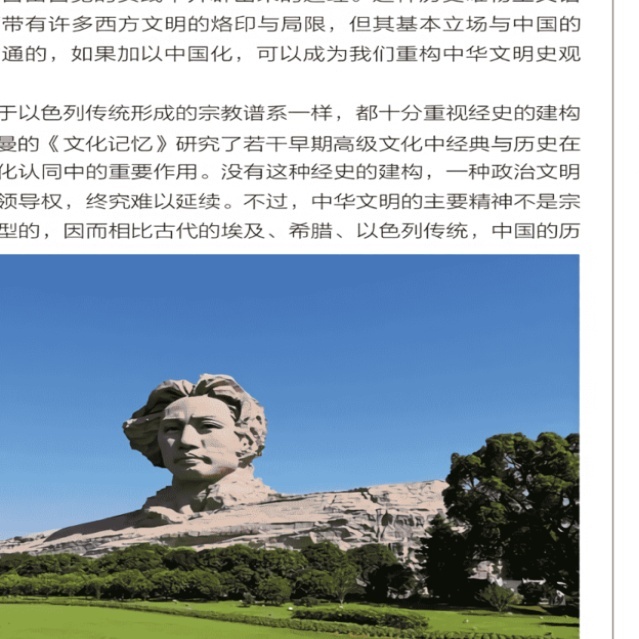 带有许多西方文明的烙印与局限，但其基本立场与中国的
通的，如果加以中国化，可以成为我们重构中华文明史观
于以色列传统形成的宗教谱系一样，都十分重视经史的建构
曼的《文化记忆》研究了若干早期高级文化中经典与历史在
化认同中的重要作用。没有这种经史的建构，一种政治文明
领导权，终究难以延续。不过，中华文明的主要精神不是宗
型的，因而相比古代的埃及、希腊、以色列传统，中国的历